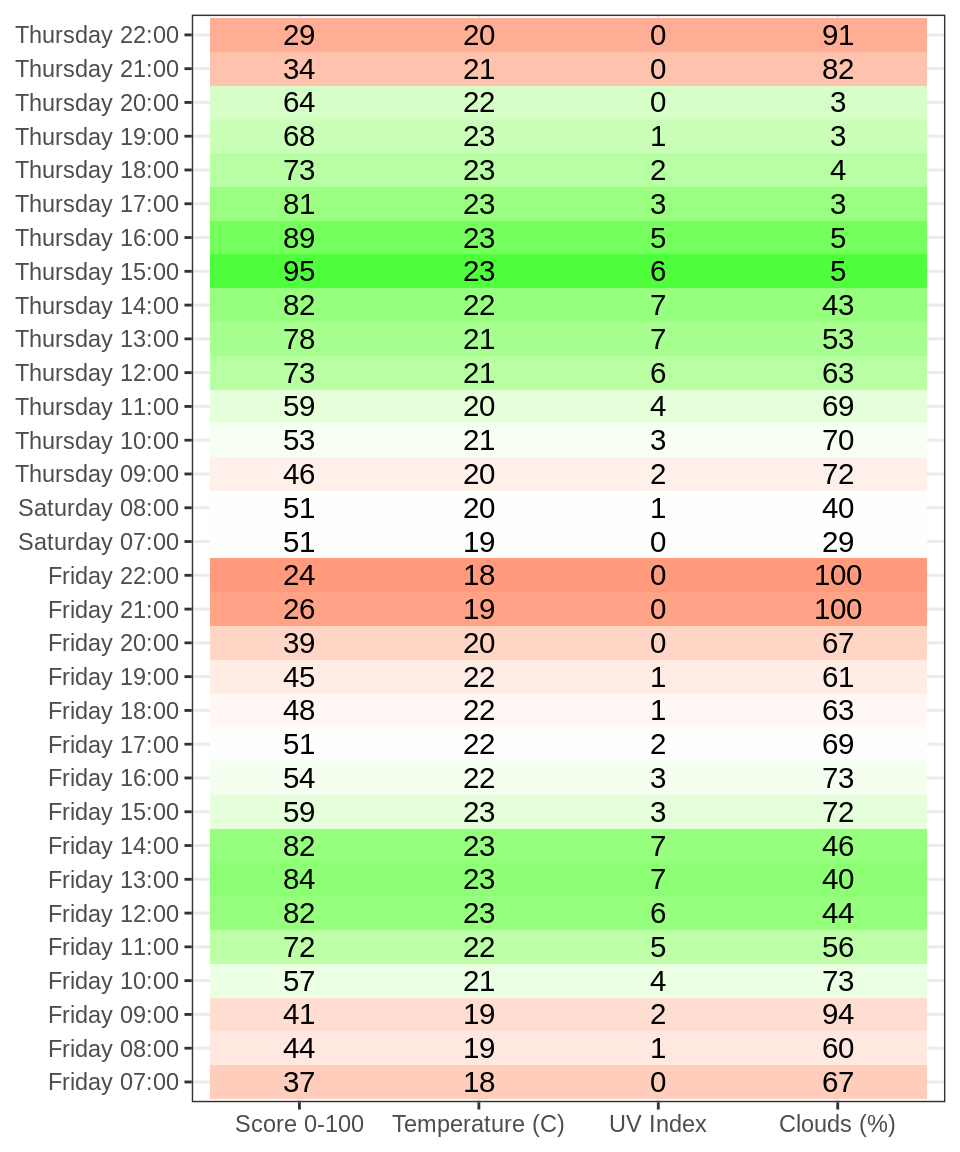 Thursday 22:00 29 20 0 91
Thursday 21:00 34 21 0 82
Thursday 20:00 64 22 0 3
Thursday 19:00 68 23 1 3
Thursday 18:00 73 23 2 4
Thursday 17:00 81 23 3 3
Thursday 16:00 89 23 5 5
Thursday 15:00 95 23 6 5
Thursday 14:00 82 22 7 43
Thursday 13:00 78 21 7 53
Thursday 12:00 73 21 6 63
Thursday 11:00 59 20 4 69
Thursday 10:00 53 21 3 70
Thursday 09:00 46 20 2 72
Saturday 08:00 51 20 1 40
Saturday 07:00 51 19 0 29
Friday 22:00 24 18 0 100
Friday 21:00 26 19 0 100
Friday 20:00 39 20 0 67
Friday 19:00 45 22 1 61
Friday 18:00 48 22 1 63
Friday 17:00 51 22 2 69
Friday 16:00 54 22 3 73
Friday 15:00 59 23 3 72
Friday 14:00 82 23 7 46
Friday 13:00 84 23 7 40
Friday 12:00 82 23 6 44
Friday 11:00 72 22 5 56
Friday 10:00 57 21 4 73
Friday 09:00 41 19 2 94
Friday 08:00 44 19 1 60
Friday 07:00 37 18 0 67
Score 0-100 Temperature (C) UV Index Clouds (%)